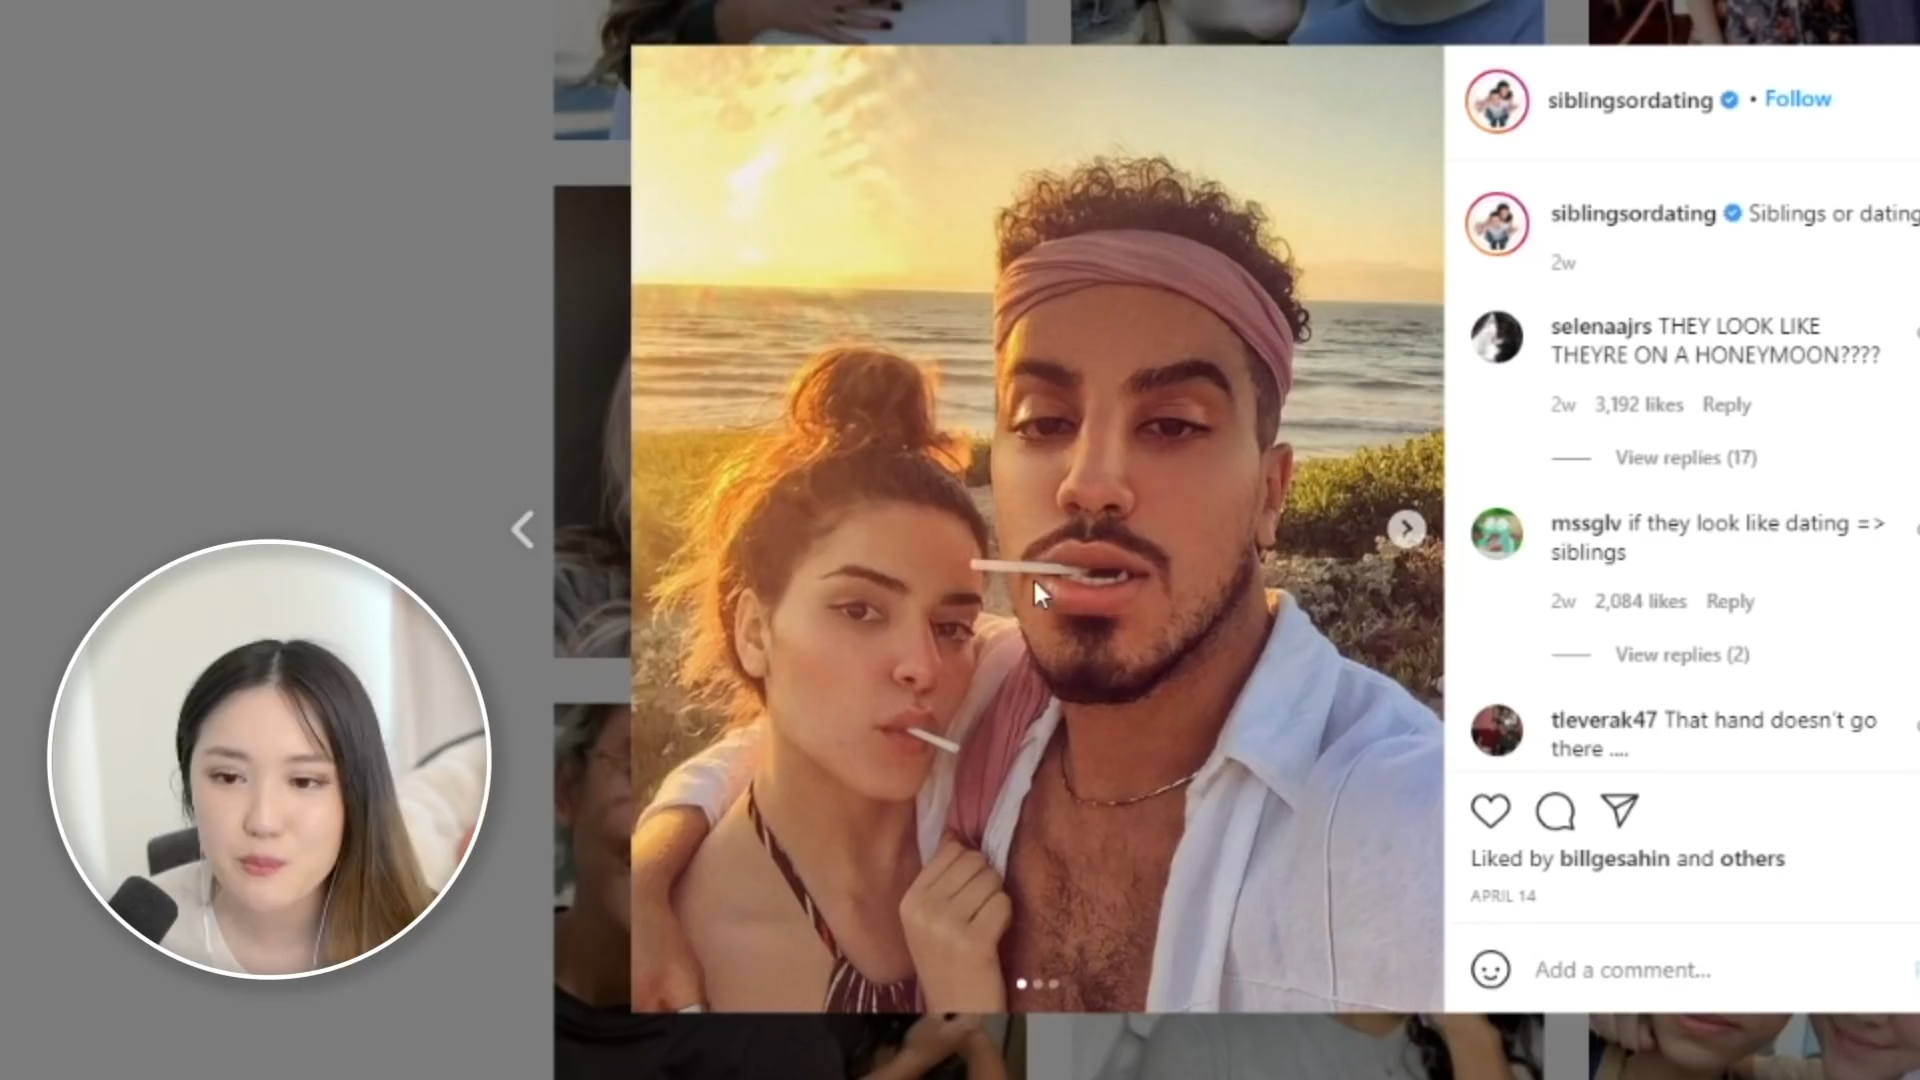 siblingsordating • Follow
siblingsordating Siblings or dating
2w
selenaajrs THEY LOOK LIKE
THEYRE ON A HONEYMOON????
2w 3,192 likes Reply
View replies (17)
mssglv if they look like dating =>
siblings
2w 2,084 likes Reply
View replies (2)
tleverak47 That hand doesn't go
there ....
Liked by billgesahin and others
APRIL 14
Add a comment...